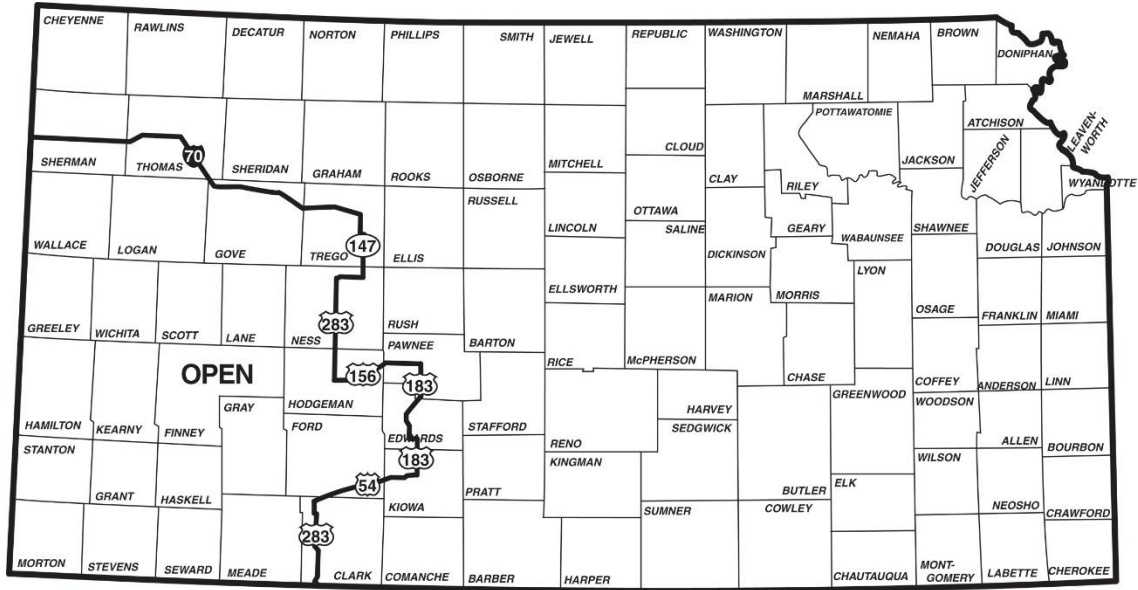 CHEYENNE
RAWLINS
DECATUR
NORTON
PHILLIPS
SMITH
JEWELL
REPUBLIC
WASHINGTON
NEMAHA
BROWN
DONIPHAN
MARSHALL
POTTAWATOMIE
ATCHISON
LEAVEN-
WORTH
SHERMAN
THOMAS
70
SHERIDAN
GRAHAM
ROOKS
OSBORNE
MITCHELL
CLOUD
CLAY
RILEY
JACKSON
JEFFERSON
WYANDOTTE
RUSSELL
LINCOLN
OTTAWA
SALINE
GEARY
WABAUNSEE
SHAWNEE
DOUGLAS
JOHNSON
WALLACE
LOGAN
GOVE
TREGO
147
ELLIS
DICKINSON
LYON
ELLSWORTH
MARION
MORRIS
OSAGE
FRANKLIN
MIAMI
GREELEY
WICHITA
SCOTT
LANE
NESS
283
RUSH
PAWNEE
BARTON
RICE
McPHERSON
CHASE
COFFEY
ANDERSON
LINN
OPEN
156
183
HODGEMAN
GREENWOOD
WOODSON
HAMILTON
KEARNY
FINNEY
GRAY
FORD
EDWARDS
STAFFORD
RENO
HARVEY
SEDGWICK
ALLEN
BOURBON
STANTON
GRANT
HASKELL
183
54
KIOWA
PRATT
KINGMAN
BUTLER
ELK
WILSON
NEOSHO
CRAWFORD
283
SUMNER
COWLEY
MORTON
STEVENS
SEWARD
MEADE
CLARK
COMANCHE
BARBER
HARPER
CHAUTAUQUA
MONT-
GOMERY
LABETTE
CHEROKEE